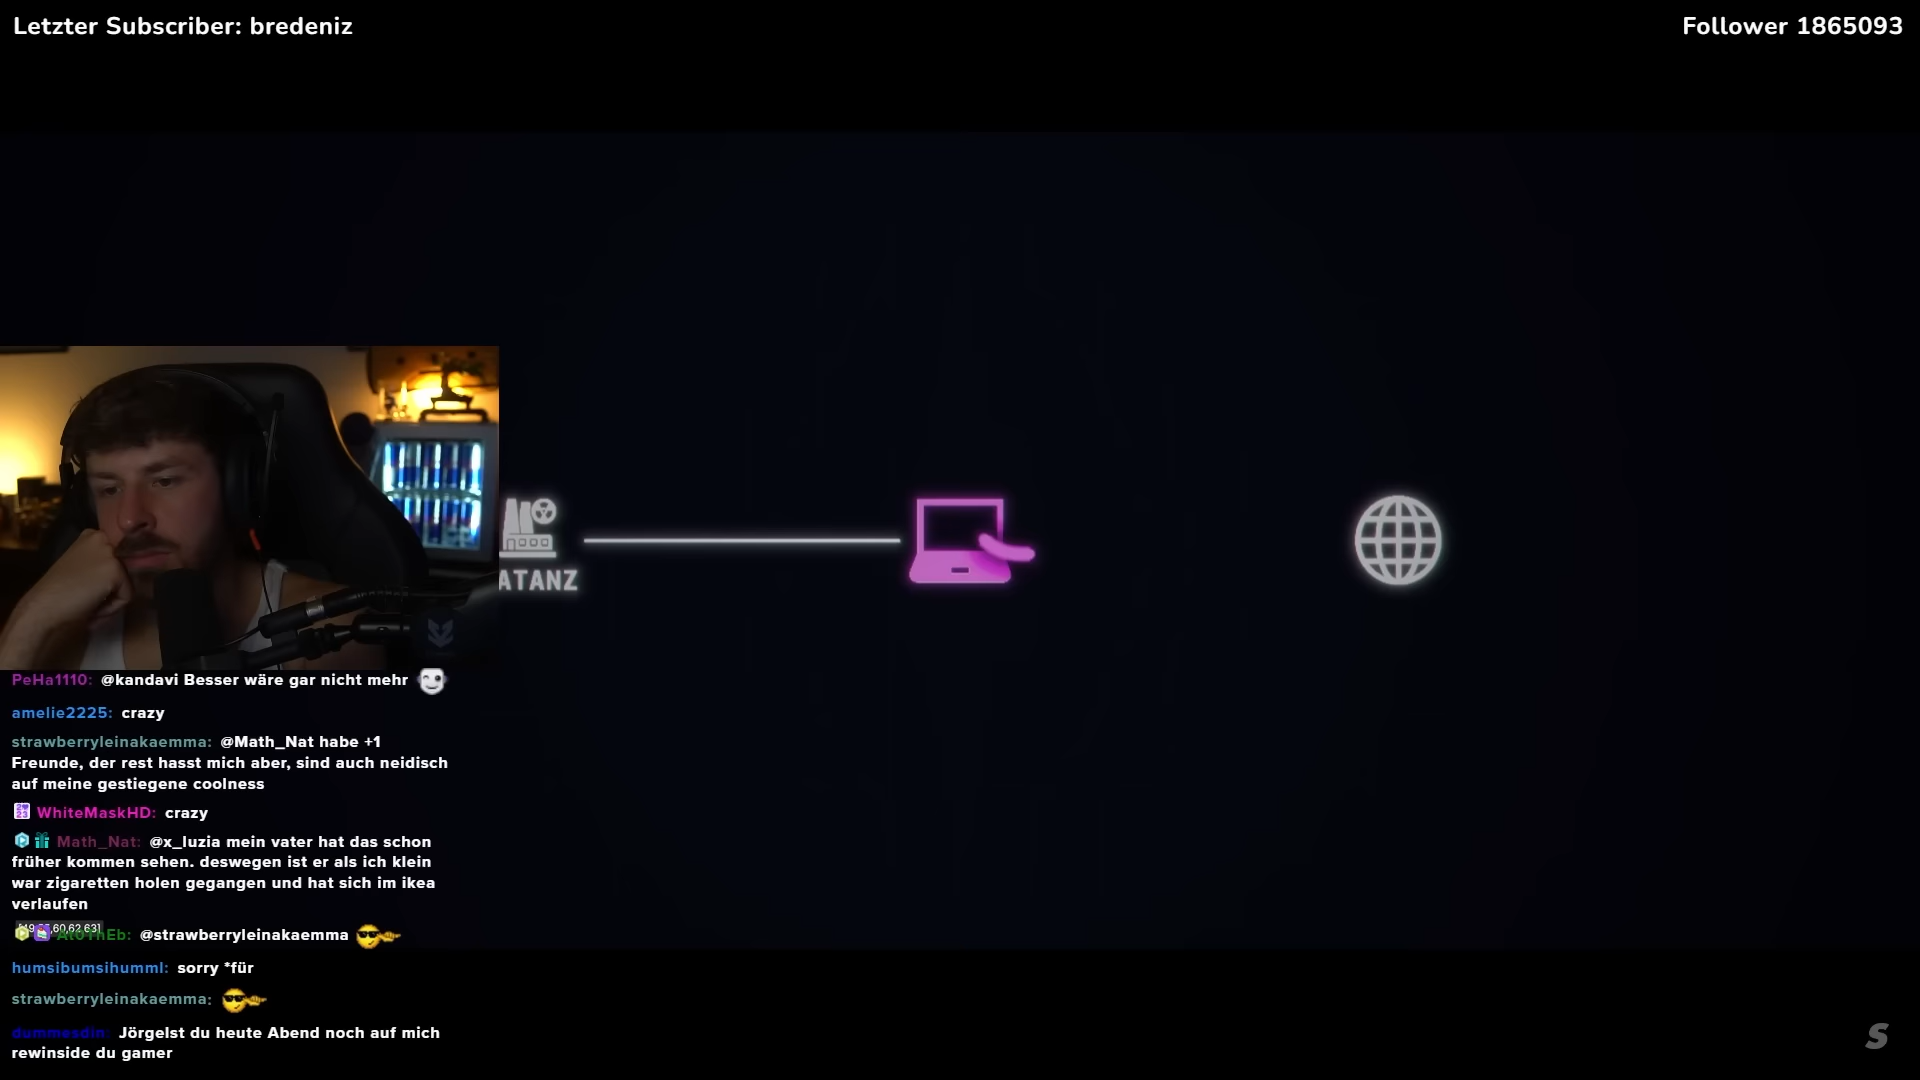 Letzter Subscriber: bredeniz
Follower 1865093
ATANZ
PeHa1110: @kandavi Besser wäre gar nicht mehr
amelie2225: crazy
strawberryleinakaemma: @Math_Nat habe +1
Freunde, der rest hasst mich aber, sind auch neidisch
auf meine gestiegene coolness
WhiteMaskHD: crazy
Math_Nat: @x_luzia mein vater hat das schon
früher kommen sehen. deswegen ist er als ich klein
war zigaretten holen gegangen und hat sich im ikea
verlaufen
@strawberryleinakaemma
humsibumsihumml: sorry *für
strawberryleinakaemma:
dummesdin: Jörgelst du heute Abend noch auf mich
rewinside du gamer
S